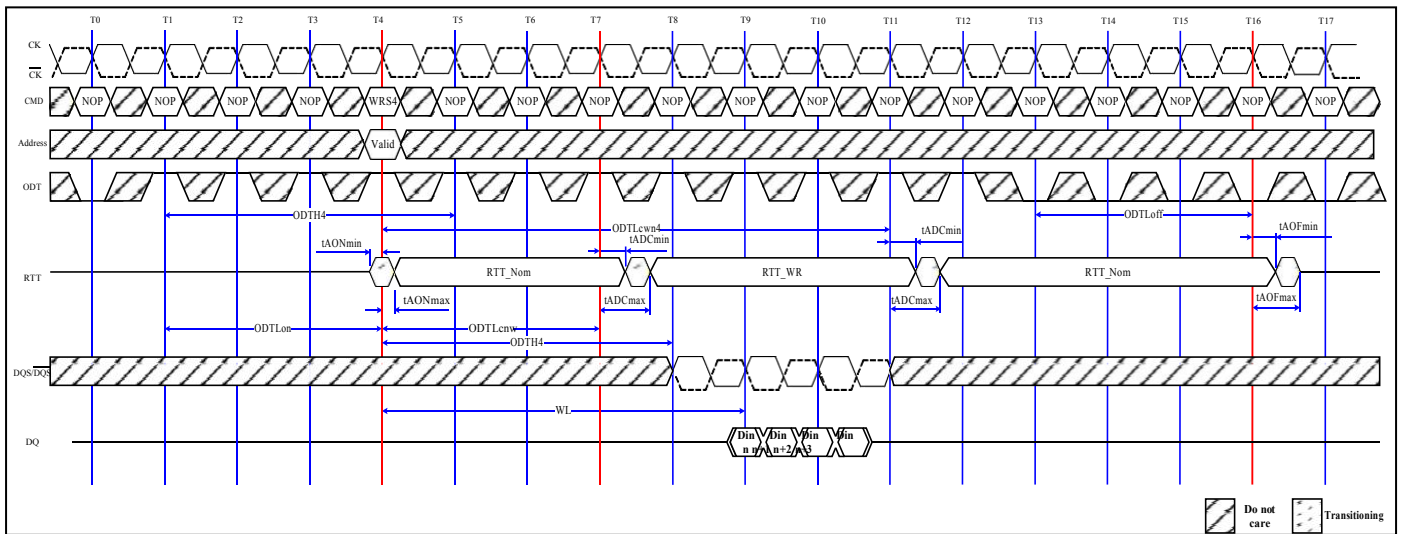 T0 T1 T2 T3 T4 T5 T6 T7 T8 T9 T10 T11 T12 T13 T14 T15 T16 T17
CK
CK
CMD NOP NOP NOP NOP WRS4 NOP NOP NOP NOP NOP NOP NOP NOP NOP NOP NOP NOP NOP
Address Valid
ODT
ODTH4 ODTLoff
ODTLcwn4
tAONmin tADCmin tADCmin tAOFmin
RTT RTT_Nom RTT_WR RTT_Nom
tAONmax tADCmax tADCmax tAOFmax
ODTLon ODTLcnw
ODTH4
DQS/DQS
WL
DQ Din Din Din Din
n n+2 n+3
Do not care
Transitioning